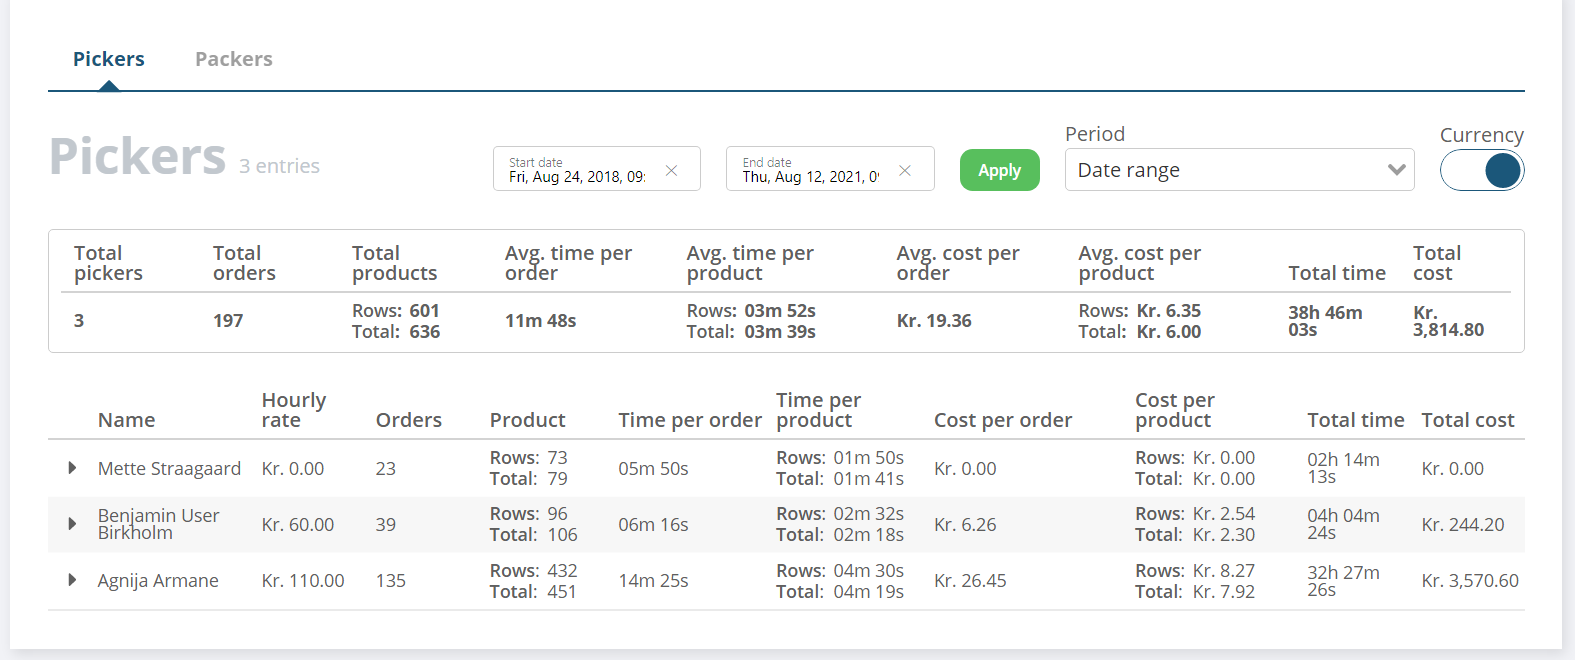 Pickers Packers
Pickers 3 entries
Start date
Fri, Aug 24, 2018, 09:
End date
Thu, Aug 12, 2021, 0
Apply
Period
Date range
Currency
Total pickers Total orders Total products Avg. time per order Avg. time per product Avg. cost per order Avg. cost per product Total time Total cost
3 197 Rows: 601 Total: 636 11m 48s Rows: 03m 52s Total: 03m 39s Kr. 19.36 Rows: Kr. 6.35 Total: Kr. 6.00 38h 46m 03s Kr. 3,814.80
Name Hourly rate Orders Product Time per order Time per product Cost per order Cost per product Total time Total cost
Mette Straagaard Kr. 0.00 23 Rows: 73 Total: 79 05m 50s Rows: 01m 50s Total: 01m 41s Kr. 0.00 Rows: Kr. 0.00 Total: Kr. 0.00 02h 14m 13s Kr. 0.00
Benjamin User Birkholm Kr. 60.00 39 Rows: 96 Total: 106 06m 16s Rows: 02m 32s Total: 02m 18s Kr. 6.26 Rows: Kr. 2.54 Total: Kr. 2.30 04h 04m 24s Kr. 244.20
Agnija Armane Kr. 110.00 135 Rows: 432 Total: 451 14m 25s Rows: 04m 30s Total: 04m 19s Kr. 26.45 Rows: Kr. 8.27 Total: Kr. 7.92 32h 27m 26s Kr. 3,570.60